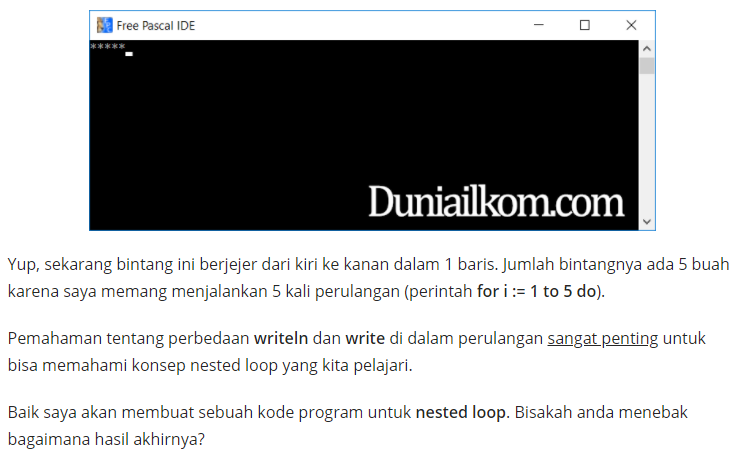 Free Pascal IDE
*****
Duniailkom.com
Yup, sekarang bintang ini berjejer dari kiri ke kanan dalam 1 baris. Jumlah bintangnya ada 5 buah
karena saya memang menjalankan 5 kali perulangan (perintah for i := 1 to 5 do).
Pemahaman tentang perbedaan writeln dan write di dalam perulangan sangat penting untuk
bisa memahami konsep nested loop yang kita pelajari.
Baik saya akan membuat sebuah kode program untuk nested loop. Bisakah anda menebak
bagaimana hasil akhirnya?